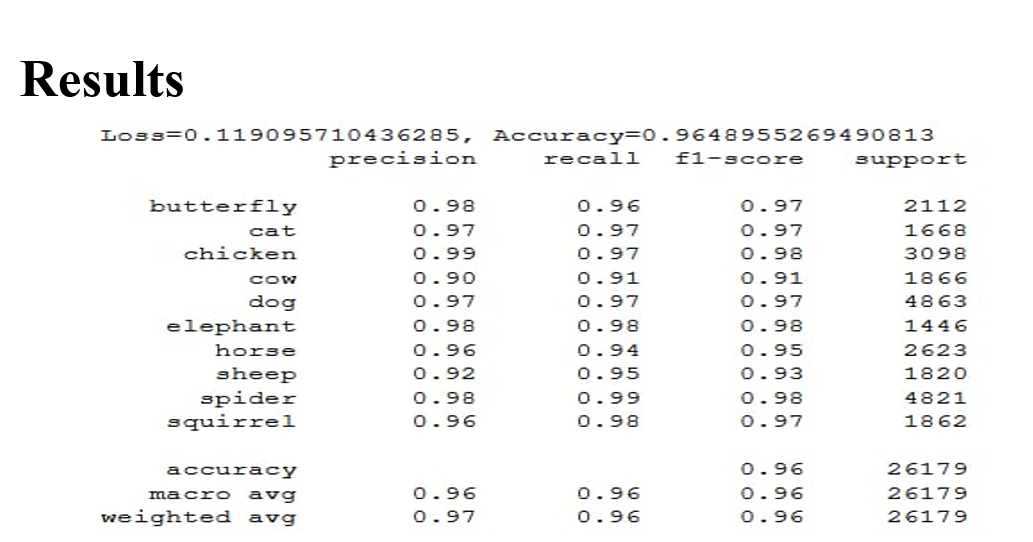 Results
Loss=0.119095710436285, Accuracy=0.9648955269490813
precision recall f1-score support
butterfly 0.98 0.96 0.97 2112
cat 0.97 0.97 0.97 1668
chicken 0.99 0.97 0.98 3098
cow 0.90 0.91 0.91 1866
dog 0.97 0.97 0.97 4863
elephant 0.98 0.98 0.98 1446
horse 0.96 0.94 0.95 2623
sheep 0.92 0.95 0.93 1820
spider 0.98 0.99 0.98 4821
squirrel 0.96 0.98 0.97 1862
accuracy 0.96 26179
macro avg 0.96 0.96 0.96 26179
weighted avg 0.97 0.96 0.96 26179